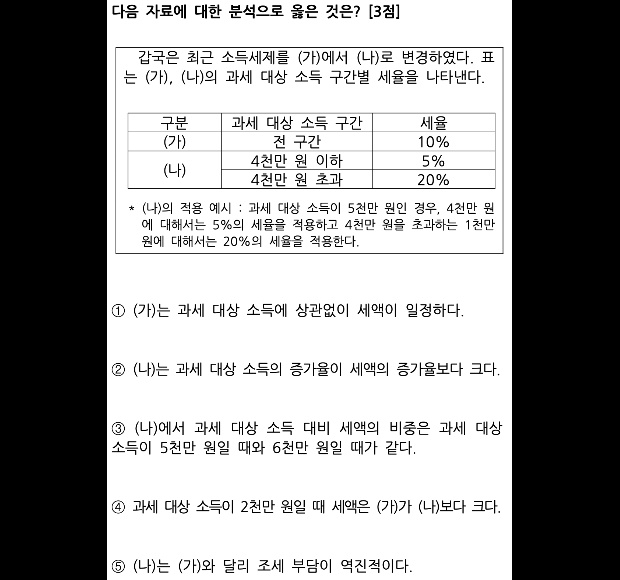 다음 자료에 대한 분석으로 옳은 것은? [3점]
갑국은 최근 소득세제를 (가)에서 (나)로 변경하였다. 표
는 (가), (나)의 과세 대상 소득 구간별 세율을 나타낸다.
구분 과세 대상 소득 구간 세율
(가) 전 구간 10%
(나) 4천만 원 이하 5%
4천만 원 초과 20%
* (나)의 적용 예시 : 과세 대상 소득이 5천만 원인 경우, 4천만 원
에 대해서는 5%의 세율을 적용하고 4천만 원을 초과하는 1천만
원에 대해서는 20%의 세율을 적용한다.
① (가)는 과세 대상 소득에 상관없이 세액이 일정하다.
② (나)는 과세 대상 소득의 증가율이 세액의 증가율보다 크다.
③ (나)에서 과세 대상 소득 대비 세액의 비중은 과세 대상
소득이 5천만 원일 때와 6천만 원일 때가 같다.
④ 과세 대상 소득이 2천만 원일 때 세액은 (가)가 (나)보다 크다.
⑤ (나)는 (가)와 달리 조세 부담이 역진적이다.